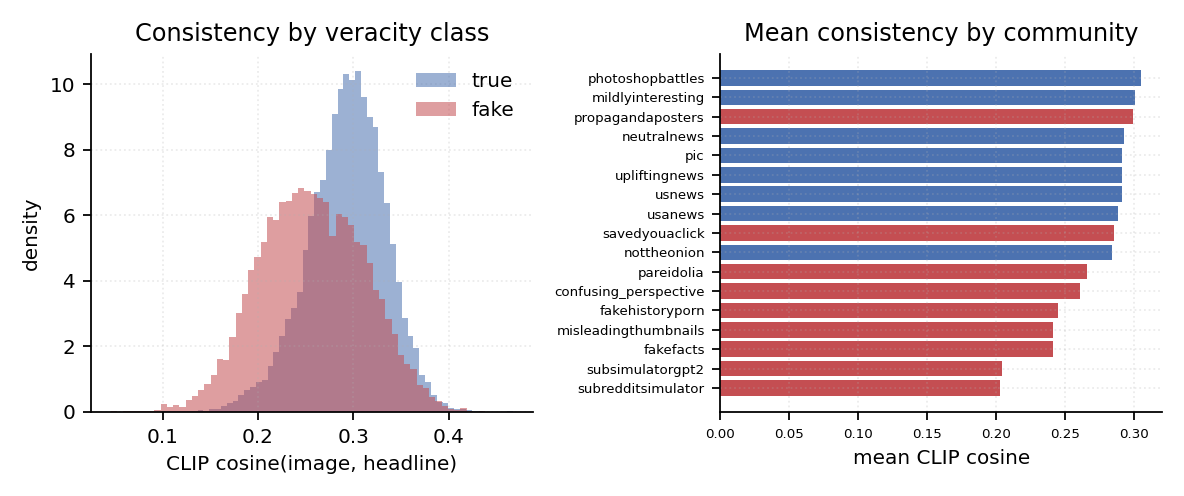 Consistency by veracity class
density
10
8
6
4
2
0
0.1 0.2 0.3 0.4
CLIP cosine(image, headline)
true
fake
Mean consistency by community
photoshopbattles
mildlyinteresting
propagandaposters
neutralnews
pic
upliftingnews
usnews
usanews
savedyouaclick
nottheonion
pareidolia
confusing_perspective
fakehistoryporn
misleadingthumbnails
fakefacts
subsimulatorgpt2
subredditsimulator
0.00 0.05 0.10 0.15 0.20 0.25 0.30
mean CLIP cosine